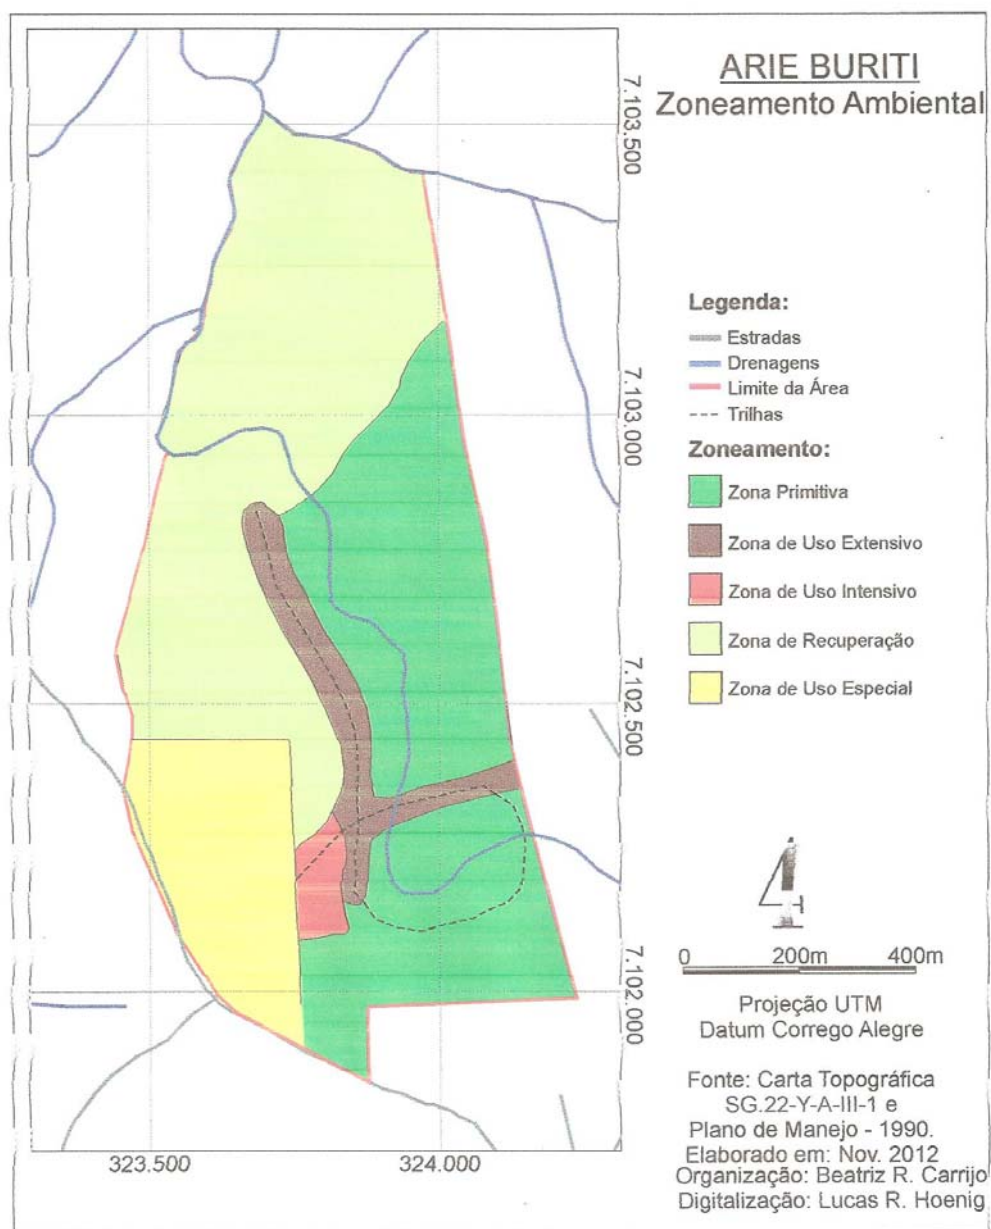 ARIE BURITI
Zoneamento Ambiental
7.103.500
7.103.000
7.102.500
7.102.000
323.500
324.000
Legenda:
Estradas
Drenagens
Limite da Área
Trilhas
Zoneamento:
Zona Primitiva
Zona de Uso Extensivo
Zona de Uso Intensivo
Zona de Recuperação
Zona de Uso Especial
0 200m 400m
Projeção UTM
Datum Corrego Alegre
Fonte: Carta Topográfica
SG.22-Y-A-III-1 e
Plano de Manejo - 1990.
Elaborado em: Nov. 2012
Organização: Beatriz R. Carrijo
Digitalização: Lucas R. Hoenig